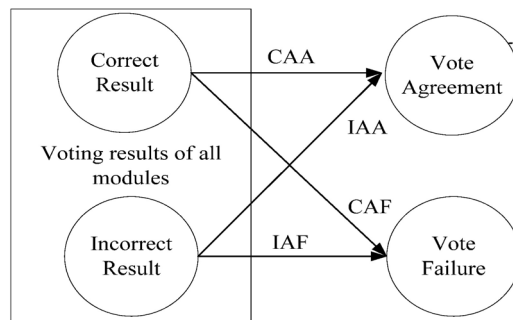 Correct
Result
CAA
Vote
Agreement
IAA
Voting results of all
modules
CAF
Incorrect
Result
IAF
Vote
Failure